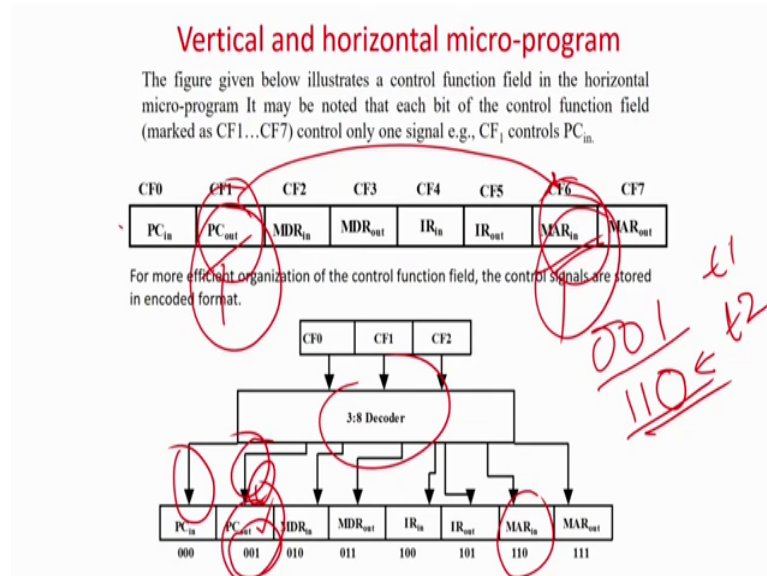 Vertical and horizontal micro-program
The figure given below illustrates a control function field in the horizontal
micro-program It may be noted that each bit of the control function field
(marked as CF1...CF7) control only one signal e.g., CF1 controls PCin.
CF0 CF1 CF2 CF3 CF4 CF5 CF6 CF7
PCin PCout MDRin MDRout IRin IRout MARin MARout
t1
For more efficient organization of the control function field, the control signals are stored
in encoded format.
001 t2
110
CF0 CF1 CF2
3:8 Decoder
PCin PCout MDRin MDRout IRin IRout MARin MARout
000 001 010 011 100 101 110 111